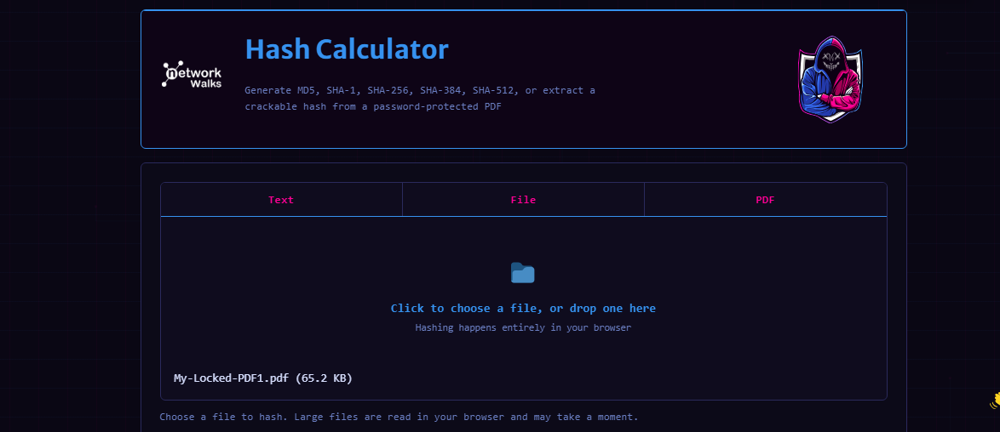 Hash Calculator
network
Walks
Generate MD5, SHA-1, SHA-256, SHA-384, SHA-512, or extract a
crackable hash from a password-protected PDF
Text
File
PDF
Click to choose a file, or drop one here
Hashing happens entirely in your browser
My-Locked-PDF1.pdf (65.2 KB)
Choose a file to hash. Large files are read in your browser and may take a moment.